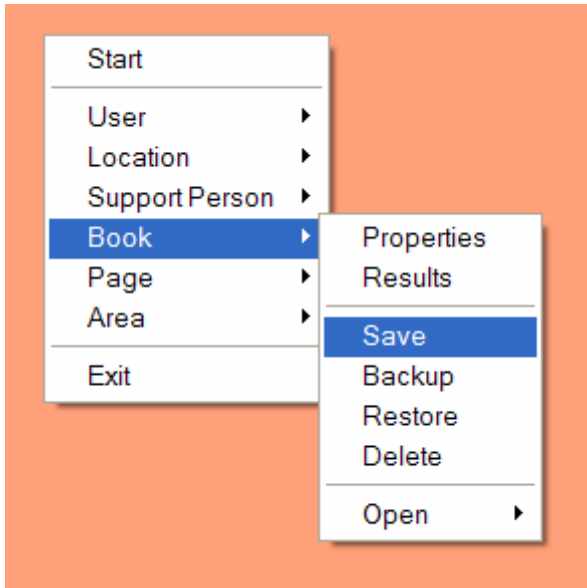 Start
User
Location
Support Person
Book
Page
Area
Exit
Properties
Results
Save
Backup
Restore
Delete
Open